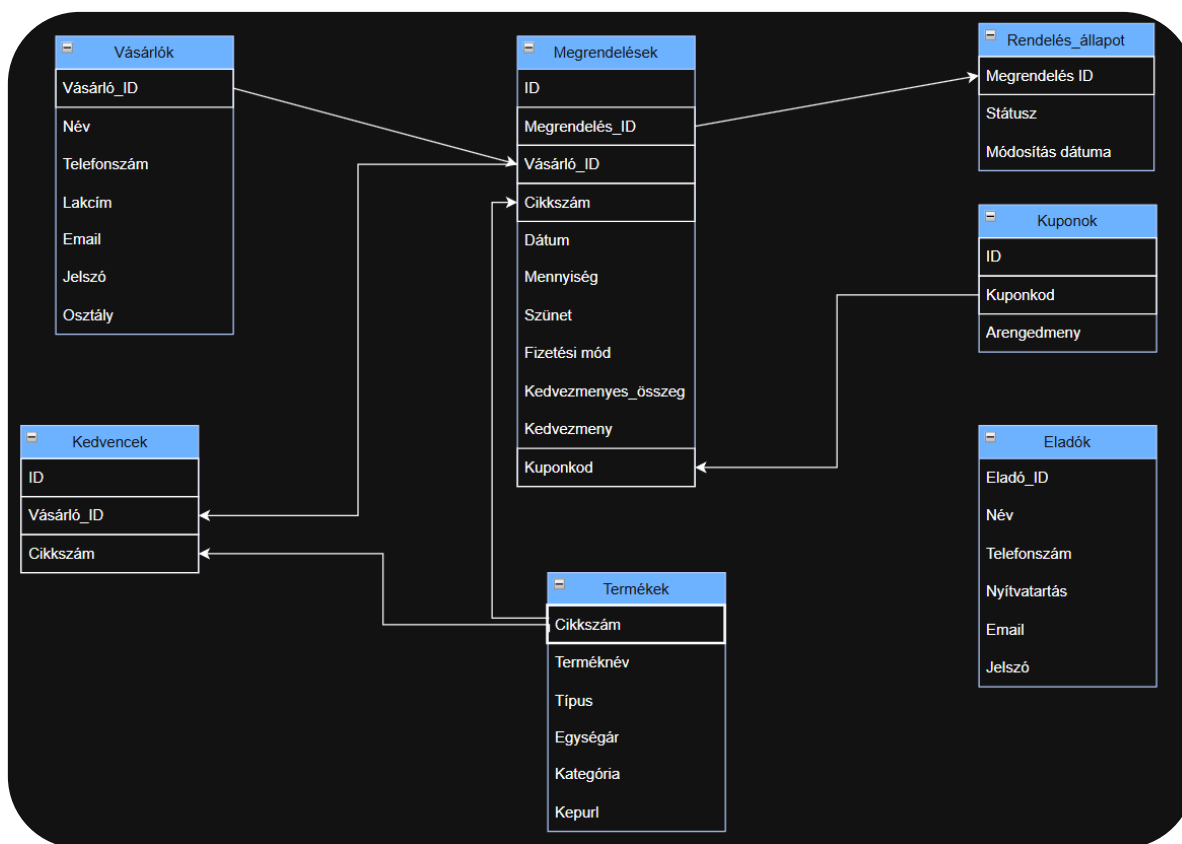 Vásárlók
Vásárló_ID
Név
Telefonszám
Lakcím
Email
Jelszó
Osztály
Megrendelések
ID
Megrendelés_ID
Vásárló_ID
Cikkszám
Dátum
Mennyiség
Szünet
Fizetési mód
Kedvezmenyes_összeg
Kedvezmeny
Kuponkod
Rendelés_állapot
Megrendelés ID
Státusz
Módosítás dátuma
Kuponok
ID
Kuponkod
Arengedmeny
Kedvencek
ID
Vásárló_ID
Cikkszám
Eladók
Eladó_ID
Név
Telefonszám
Nyítvatartás
Email
Jelszó
Termékek
Cikkszám
Terméknév
Típus
Egységár
Kategória
Kepurl